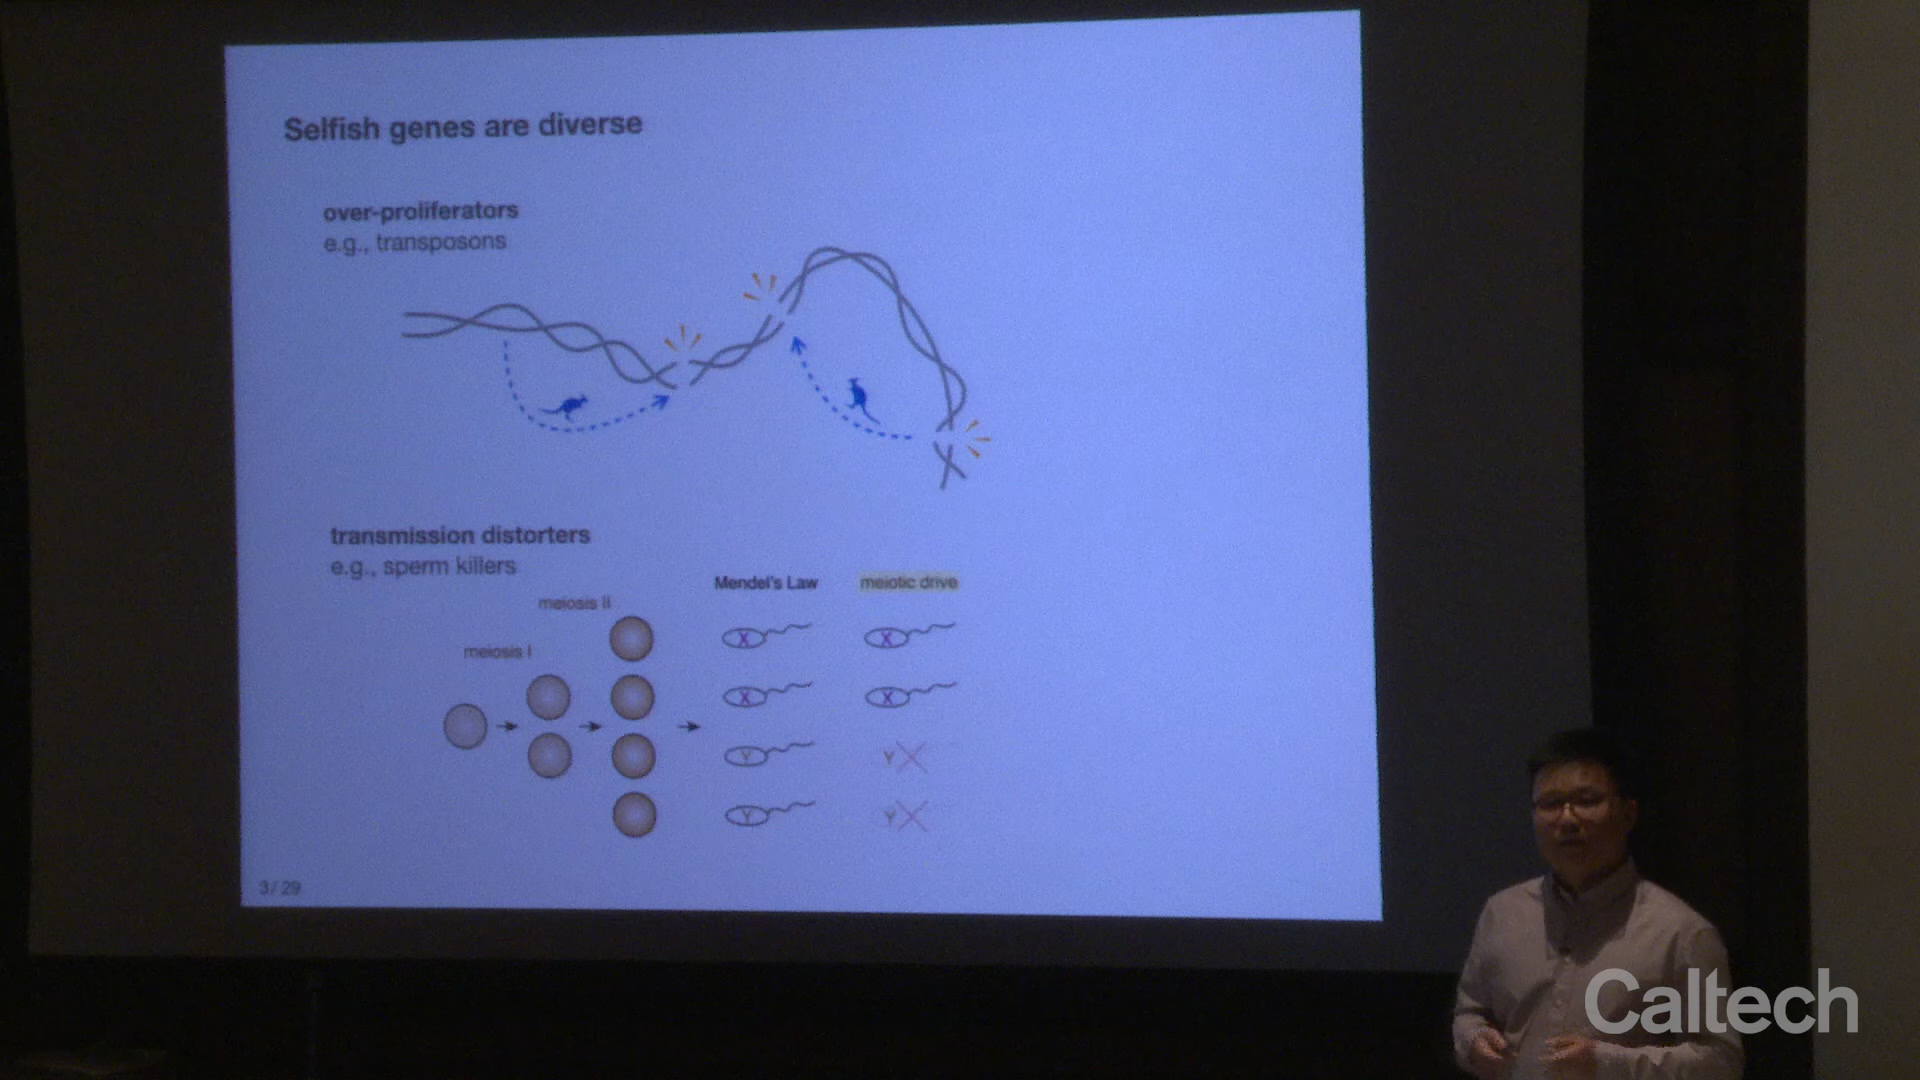 Selfish genes are diverse
over-proliferators
e.g., transposons
transmission distorters
e.g., sperm killers
Mendel's Law
meiotic drive
meiosis II
meiosis I
X
X
X
X
Y
Y
Y
Y
3 / 29
Caltech